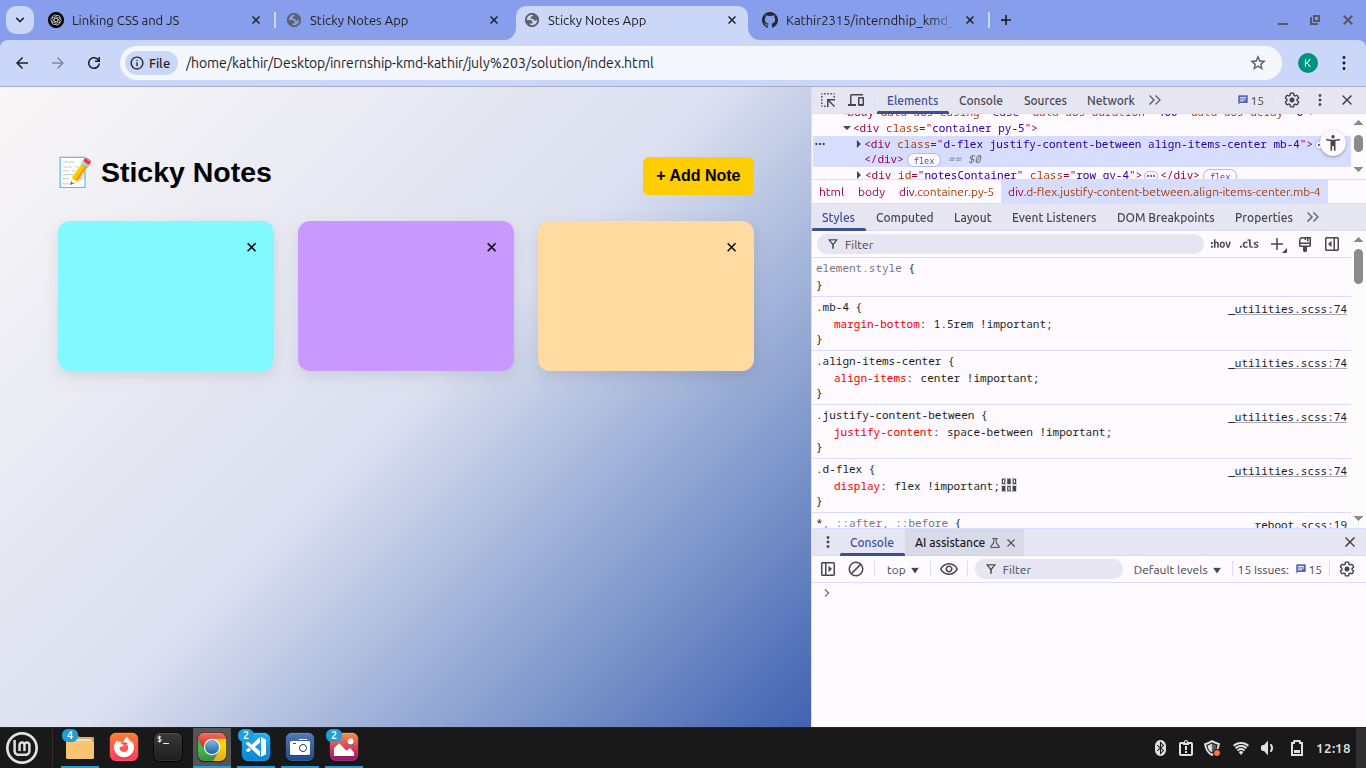 Linking CSS and JS
Sticky Notes App
Sticky Notes App
Kathir2315/interndhip_kmd
File
/home/kathir/Desktop/inrernship-kmd-kathir/july%203/solution/index.html
K
Sticky Notes
+ Add Note
×
×
×
Elements
Console
Sources
Network
15
<div class="container py-5">
<div class="d-flex justify-content-between align-items-center mb-4">
</div> flex == $0
<div id="notesContainer" class="row gy-4"> </div> flex
html
body
div.container.py-5
div.d-flex.justify-content-between.align-items-center.mb-4
Styles
Computed
Layout
Event Listeners
DOM Breakpoints
Properties
Filter
:hov
.cls
element.style {
}
.mb-4 {
_utilities.scss:74
margin-bottom: 1.5rem !important;
}
.align-items-center {
_utilities.scss:74
align-items: center !important;
}
.justify-content-between {
_utilities.scss:74
justify-content: space-between !important;
}
.d-flex {
_utilities.scss:74
display: flex !important;
}
*, ::after, ::before {
reboot.scss:19
Console
AI assistance
top
Filter
Default levels
15 Issues:
15
4
$_
2
2
12:18